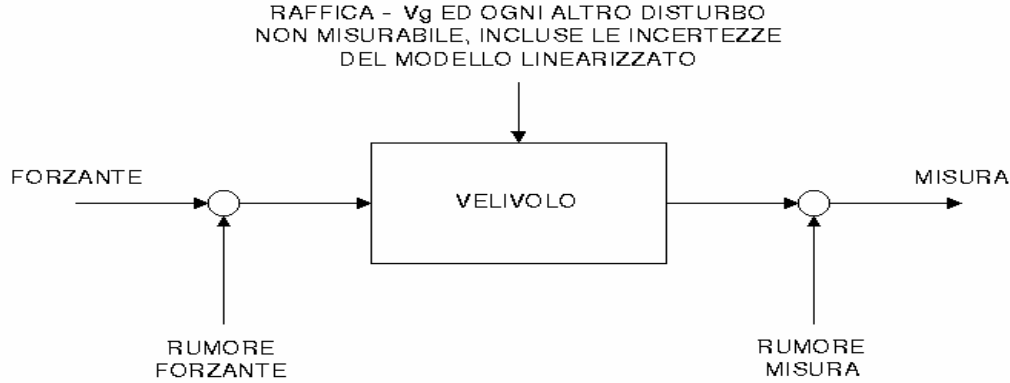 RAFFICA - Vg ED OGNI ALTRO DISTURBO
NON MISURABILE, INCLUSE LE INCERTEZZE
DEL MODELLO LINEARIZZATO
FORZANTE
VELIVOLO
MISURA
RUMORE
FORZANTE
RUMORE
MISURA